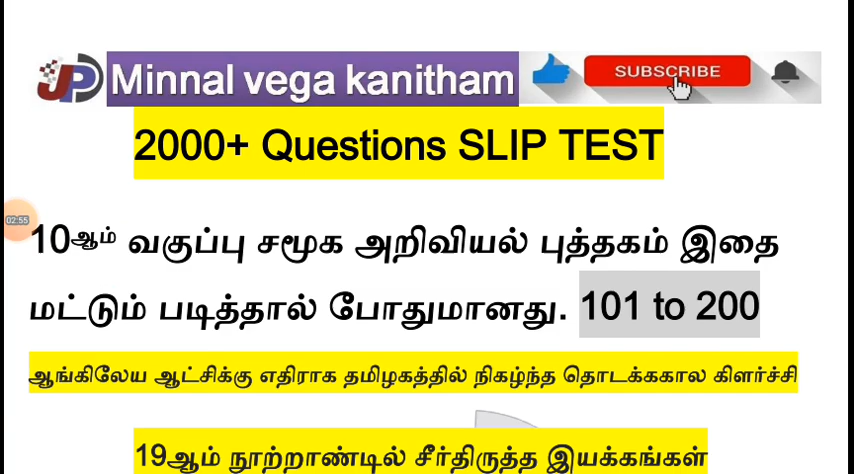 JP Minnal vega kanitham SUBSCRIBE
2000+ Questions SLIP TEST
02:55
10ஆம் வகுப்பு சமூக அறிவியல் புத்தகம் இதை
மட்டும் படித்தால் போதுமானது. 101 to 200
ஆங்கிலேய ஆட்சிக்கு எதிராக தமிழகத்தில் நிகழ்ந்த தொடக்ககால கிளர்ச்சி
19ஆம் நூற்றாண்டில் சீர்திருத்த இயக்கங்கள்